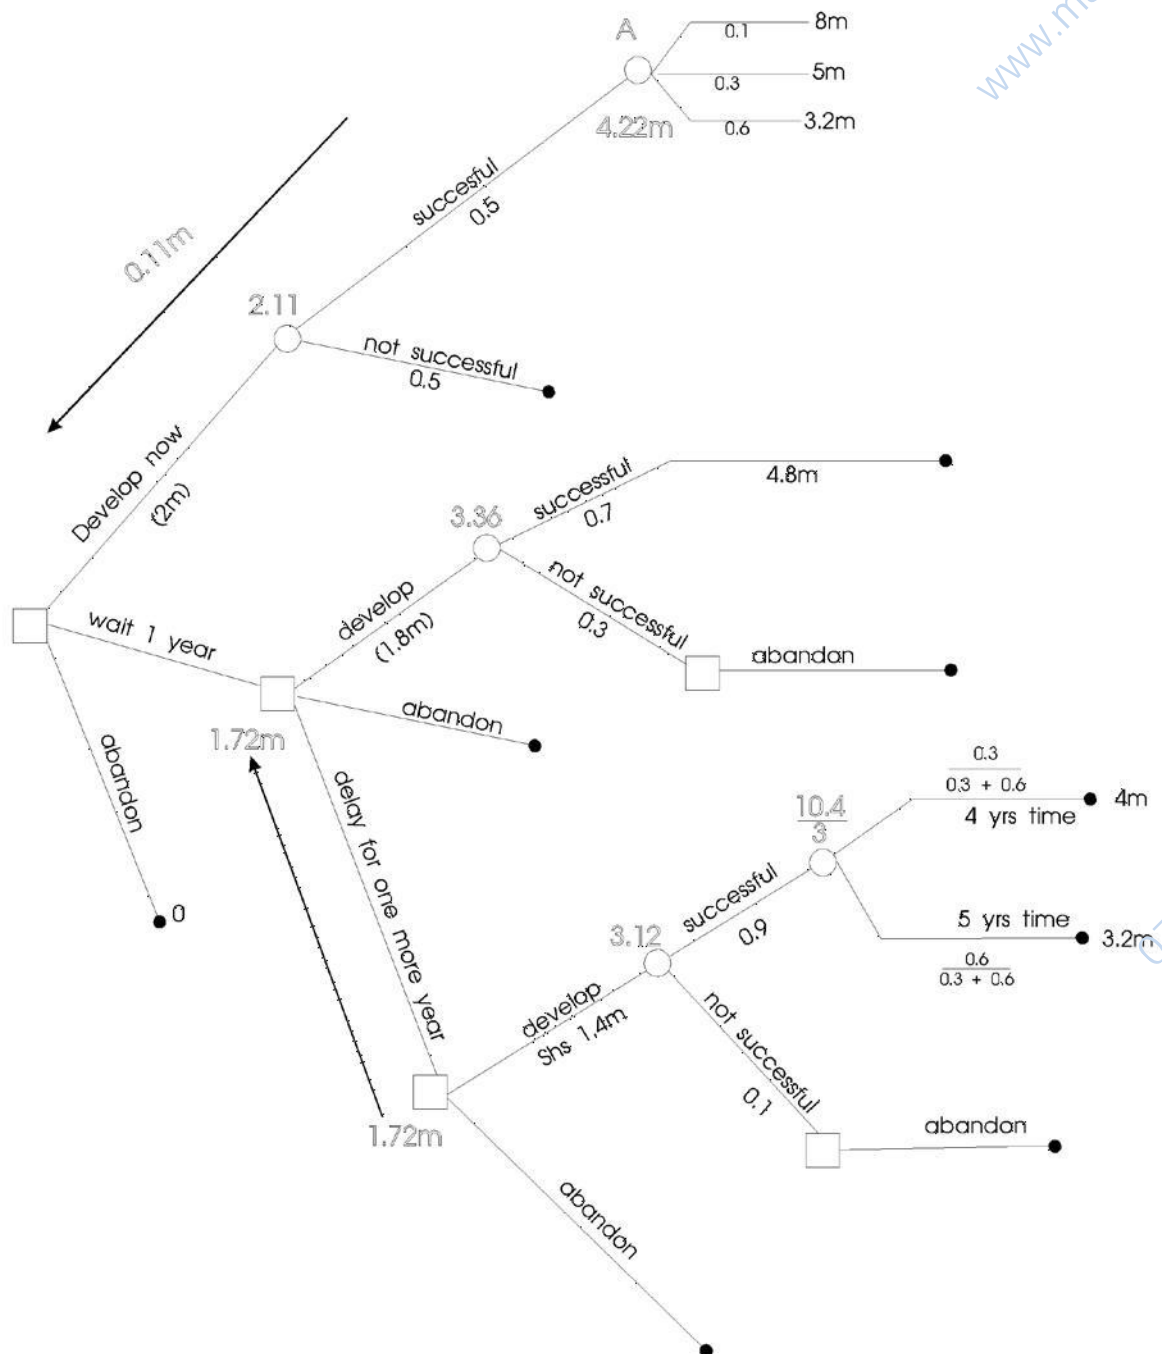 A
0.1
8m
0.3
5m
0.6
3.2m
4.22m
succesful
0.5
0.11m
2.11
not successful
0.5
Develop now
(2m)
successful
0.7
4.8m
3.36
not successful
0.3
develop
(1.8m)
abandon
wait 1 year
abandon
1.72m
abandon
0
delay for one more year
0.3
0.3 + 0.6
4m
4 yrs time
10.4
3
successful
0.9
5 yrs time
3.2m
0.6
0.3 + 0.6
3.12
develop
Shs 1,4m
not successful
0.1
abandon
1.72m
abandon